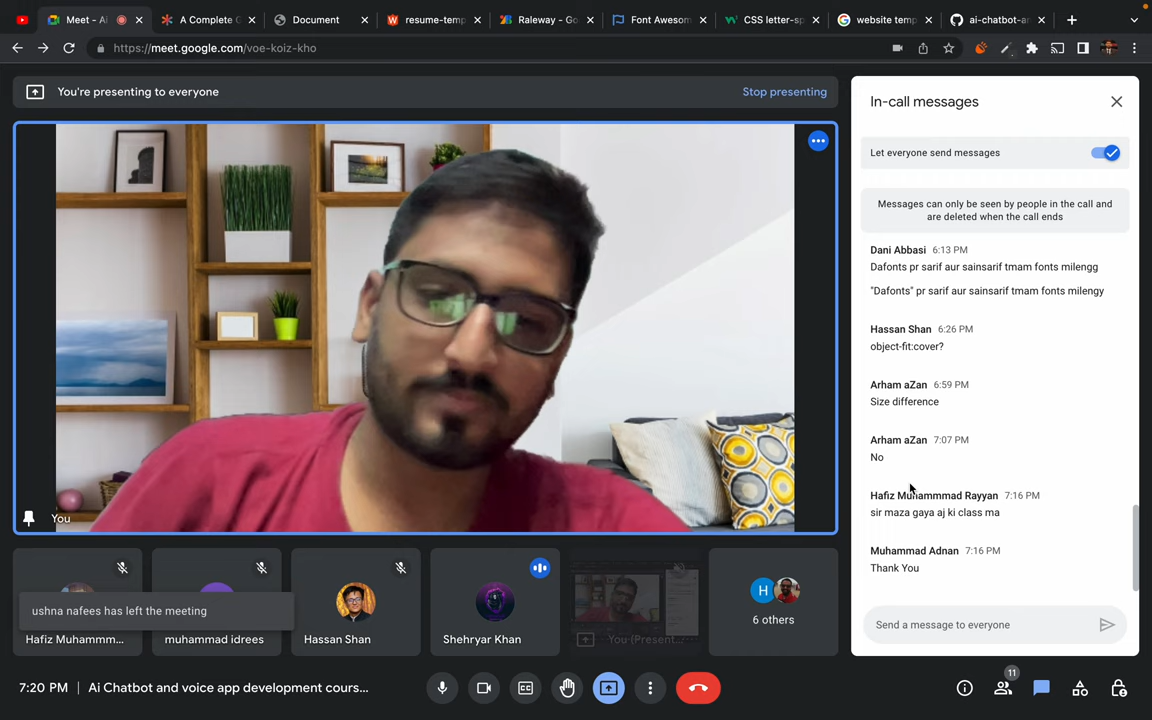 Meet - Ai
A Complete G
Document
resume-temp
Raleway - Go
Font Awesom
CSS letter-sp
website temp
ai-chatbot-an
https://meet.google.com/voe-koiz-kho
You're presenting to everyone
Stop presenting
You
ushna nafees has left the meeting
Hafiz Muhammm...
muhammad idrees
Hassan Shan
Shehryar Khan
You (Present...
H
6 others
In-call messages
Let everyone send messages
Messages can only be seen by people in the call and
are deleted when the call ends
Dani Abbasi 6:13 PM
Dafonts pr sarif aur sainsarif tmam fonts milengg
"Dafonts" pr sarif aur sainsarif tmam fonts milengy
Hassan Shan 6:26 PM
object-fit:cover?
Arham aZan 6:59 PM
Size difference
Arham aZan 7:07 PM
No
Hafiz Muhammmad Rayyan 7:16 PM
sir maza gaya aj ki class ma
Muhammad Adnan 7:16 PM
Thank You
Send a message to everyone
7:20 PM | Ai Chatbot and voice app development cours...
11